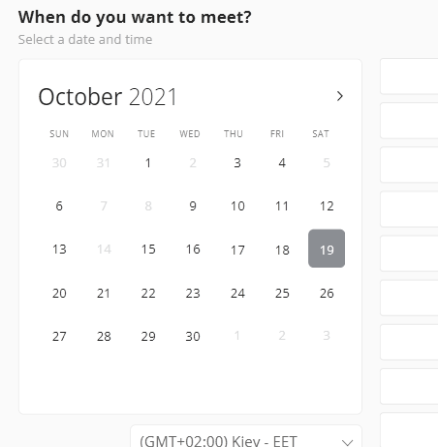 When do you want to meet?
Select a date and time
October 2021
SUN MON TUE WED THU FRI SAT
30 31 1 2 3 4 5
6 7 8 9 10 11 12
13 14 15 16 17 18 19
20 21 22 23 24 25 26
27 28 29 30 1 2 3
(GMT+02:00) Kiev - EET